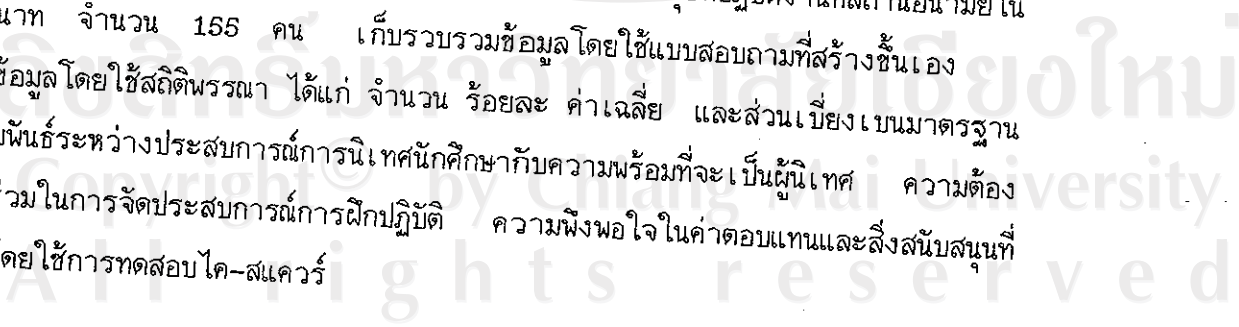 นาท จำนวน 155 คน เก็บรวบรวมข้อมูลโดยใช้แบบสอบถามที่สร้างขึ้นเอง
ข้อมูลโดยใช้สถิติพรรณา ได้แก่ จำนวน ร้อยละ ค่าเฉลี่ย และส่วนเบี่ยงเบนมาตรฐาน
พันธ์ระหว่างประสบการณ์การนิเทศนักศึกษากับความพร้อมที่จะเป็นผู้นิเทศ ความต้อง
ร่วมในการจัดประสบการณ์การฝึกปฏิบัติ ความพึงพอใจในค่าตอบแทนและสิ่งสนับสนุนที่
โดยใช้การทดสอบไค-สแควร์
ลิขสิทธิ์มหาวิทยาลัยเชียงใหม่
Copyright© by Chiang Mai University
All rights reserved